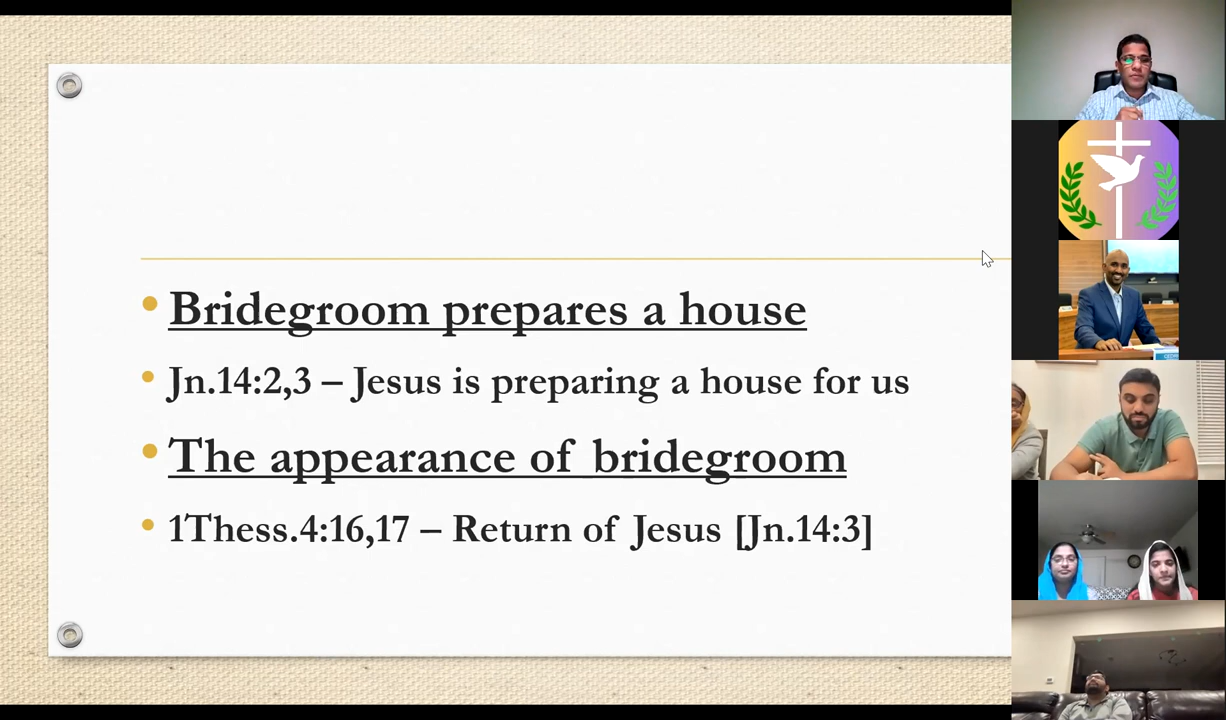 Bridegroom prepares a house
Jn.14:2,3 – Jesus is preparing a house for us
The appearance of bridegroom
1Thess.4:16,17 – Return of Jesus [Jn.14:3]